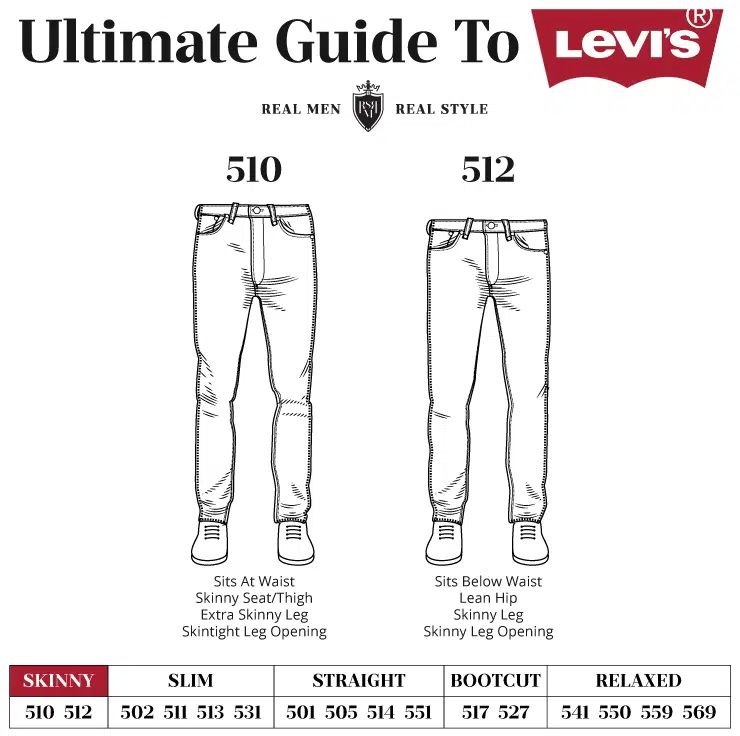 Ultimate Guide To LEVI'S®
REAL MEN RSRM REAL STYLE
510 512
Sits At Waist
Skinny Seat/Thigh
Extra Skinny Leg
Skintight Leg Opening
Sits Below Waist
Lean Hip
Skinny Leg
Skinny Leg Opening
SKINNY SLIM STRAIGHT BOOTCUT RELAXED
510 512 502 511 513 531 501 505 514 551 517 527 541 550 559 569